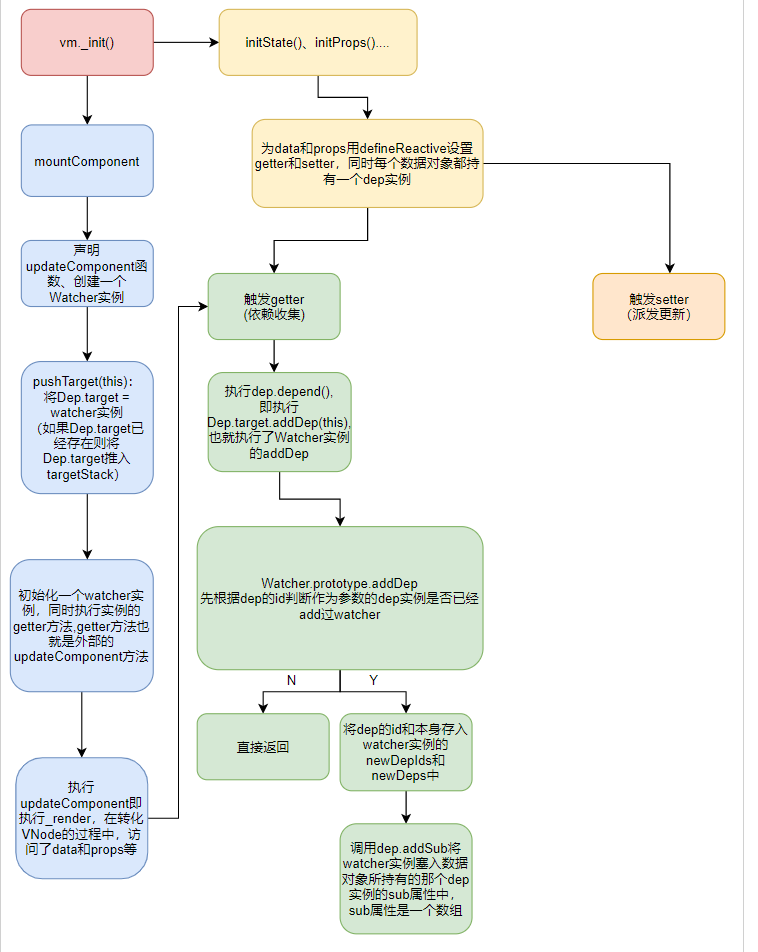 vm._init()
initState()、initProps()....
mountComponent
为data和props用defineReactive设置
getter和setter，同时每个数据对象都持
有一个dep实例
声明
updateComponent函
数、创建一个
Watcher实例
触发getter
(依赖收集)
触发setter
（派发更新）
pushTarget(this)：
将Dep.target =
watcher实例
（如果Dep.target已
经存在则将
Dep.target推入
targetStack）
执行dep.depend(),
即执行
Dep.target.addDep(this),
也就执行了Watcher实例
的addDep
初始化一个watcher实
例，同时执行实例的
getter方法,getter方法也
就是外部的
updateComponent方法
Watcher.prototype.addDep
先根据dep的id判断作为参数的dep实例是否已经
add过watcher
N
Y
直接返回
将dep的id和本身存入
watcher实例的
newDepIds和
newDeps中
执行
updateComponent即
执行_render，在转化
VNode的过程中，访
问了data和props等
调用dep.addSub将
watcher实例塞入数据
对象所持有的那个dep
实例的sub属性中，
sub属性是一个数组